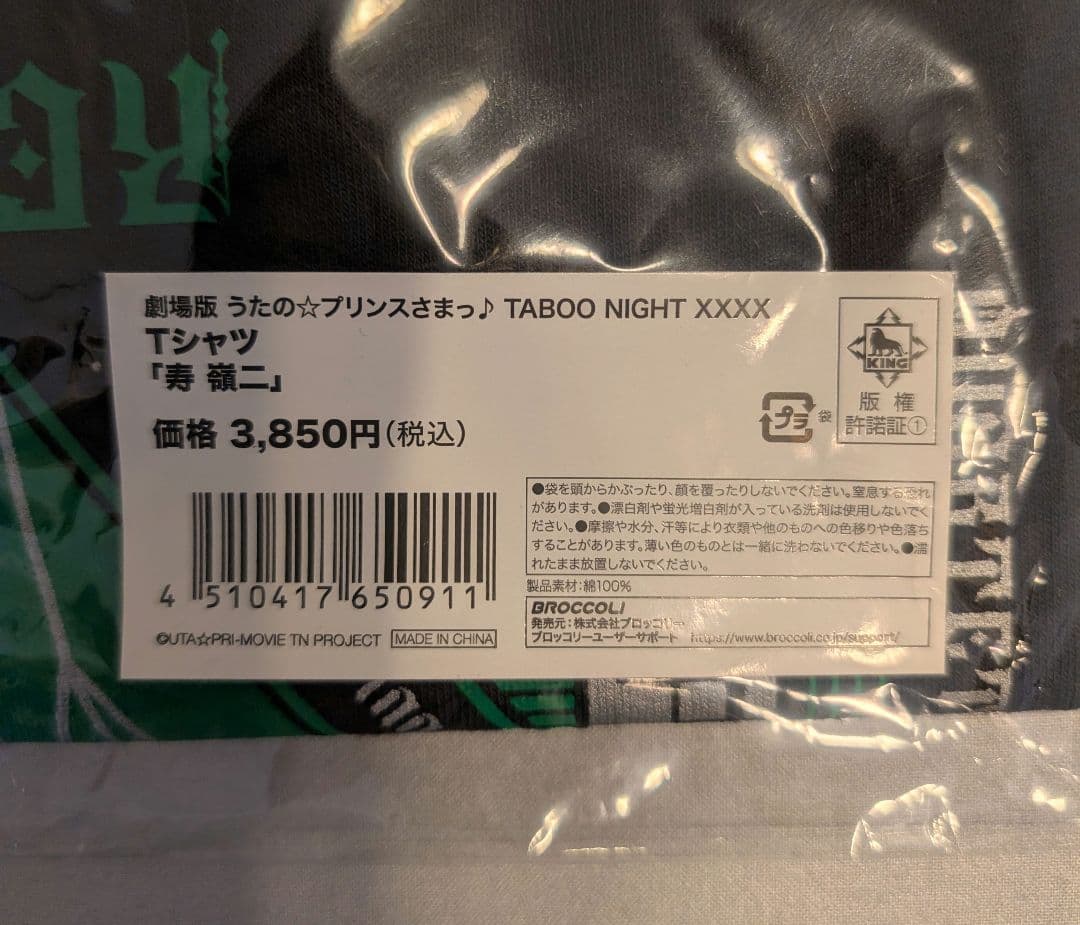 劇場版 うたの☆プリンスさまっ♪ TABOO NIGHT XXXX
Tシャツ
「寿 嶺二」
価格 3,850円(税込)
プラ 袋
KING
版権
許諾証①
●袋を頭からかぶったり、顔を覆ったりしないでください。窒息する恐れ
があります。●漂白剤や蛍光増白剤が入っている洗剤は使用しないでく
ださい。●摩擦や水分、汗等により衣類や他のものへの色移りや色落ち
することがあります。薄い色のものとは一緒に洗わないでください。●濡
れたまま放置しないでください。
製品素材:綿100%
BROCCOLI
発売元:株式会社ブロッコリー
ブロッコリーユーザーサポート https://www.broccoli.co.jp/support/
4 510417 650911
©UTA☆PRI-MOVIE TN PROJECT MADE IN CHINA